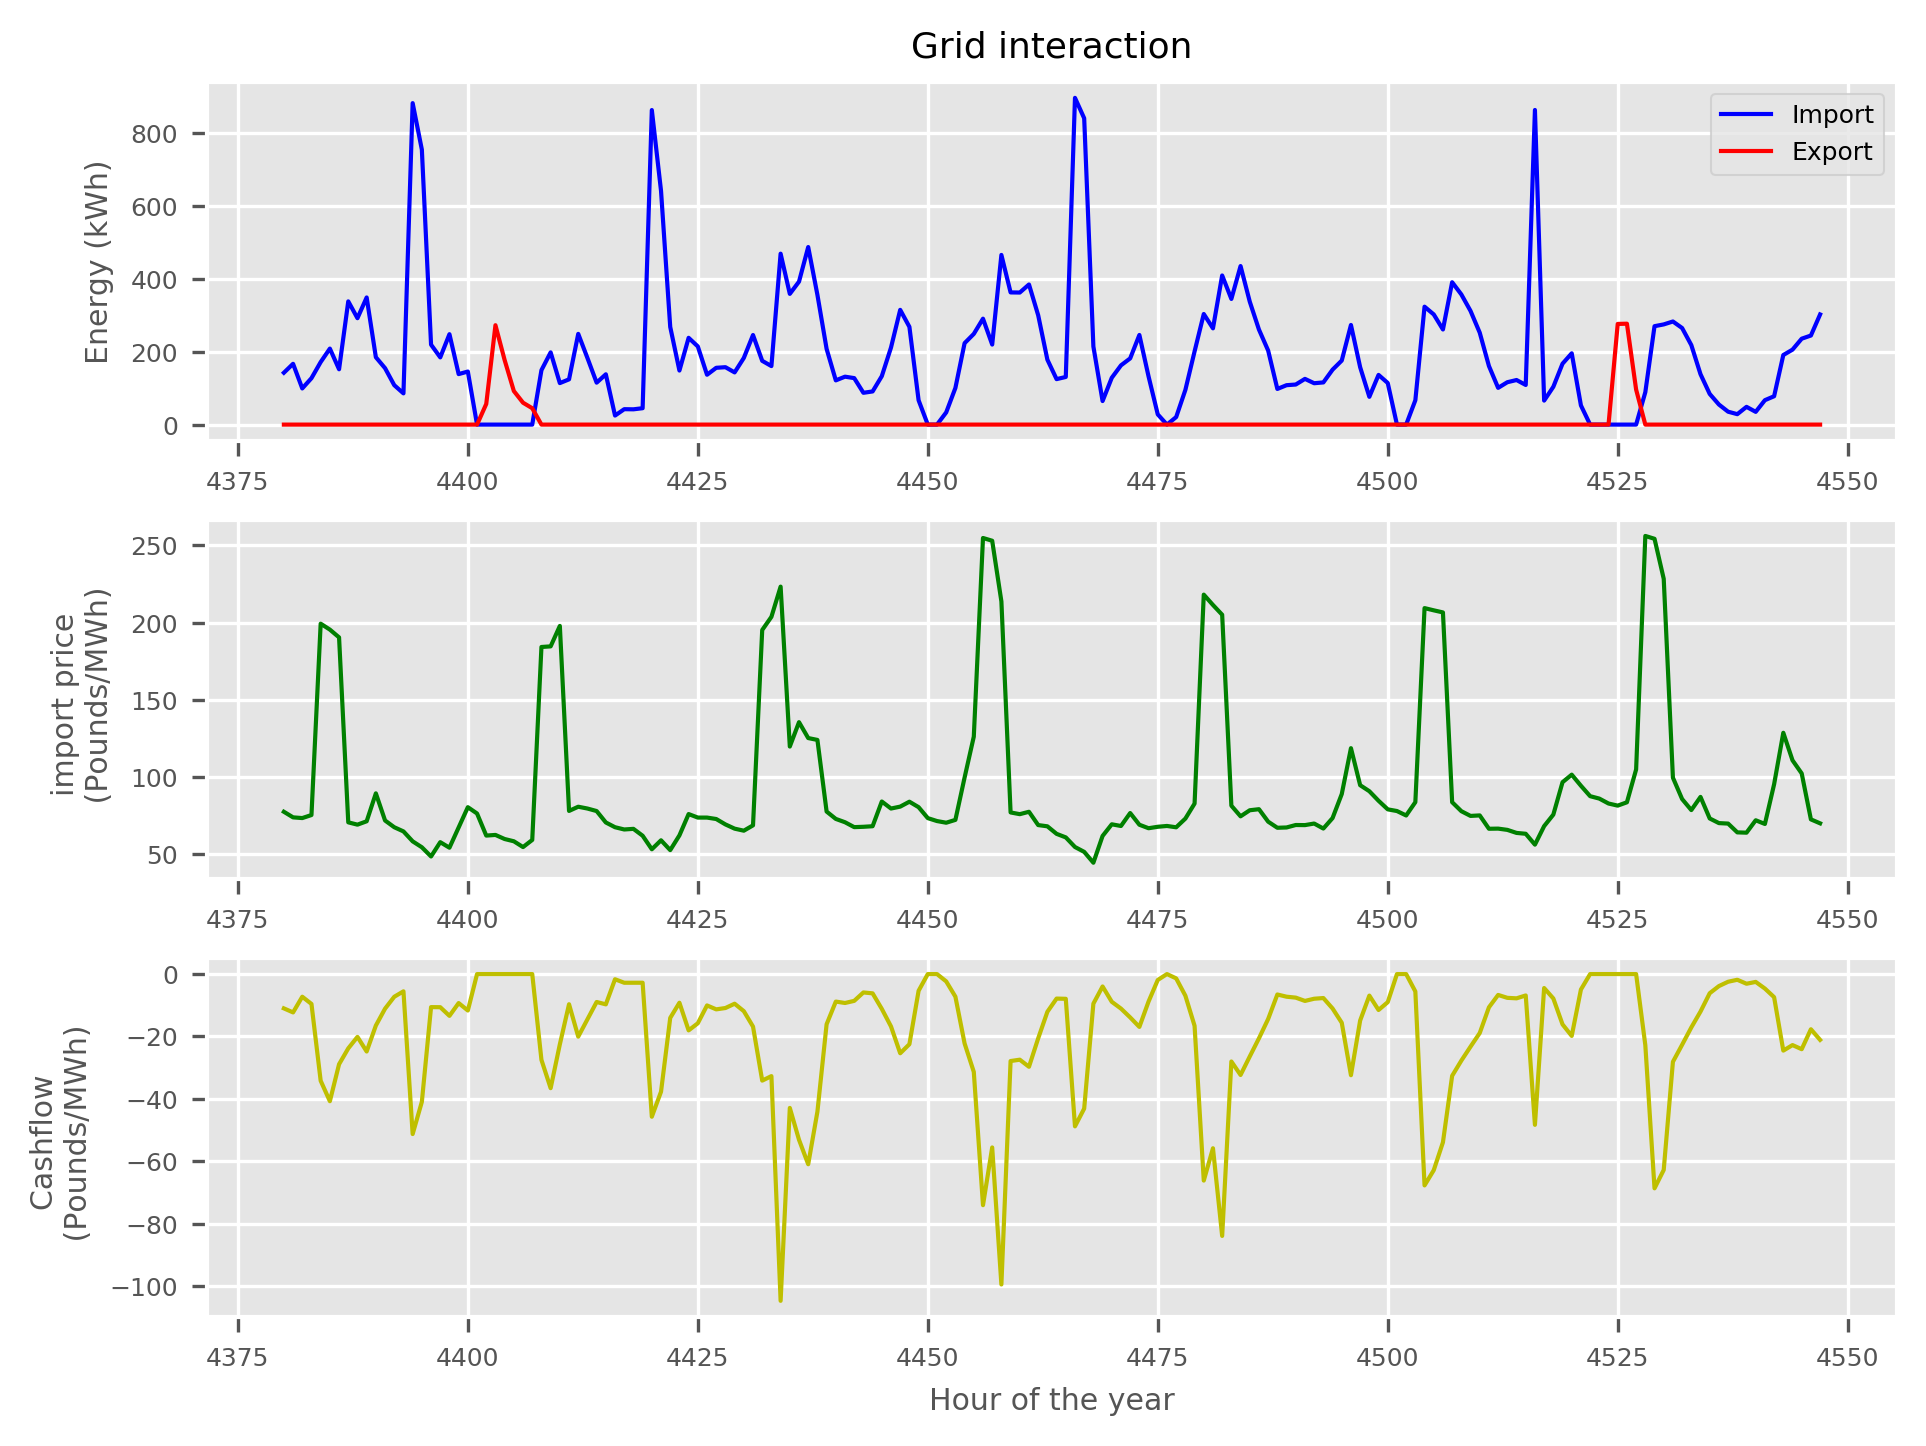 Grid interaction
Energy (kWh)
800
600
400
200
0
Import
Export
4375 4400 4425 4450 4475 4500 4525 4550
import price
(Pounds/MWh)
250
200
150
100
50
4375 4400 4425 4450 4475 4500 4525 4550
Cashflow
(Pounds/MWh)
0
−20
−40
−60
−80
−100
4375 4400 4425 4450 4475 4500 4525 4550
Hour of the year